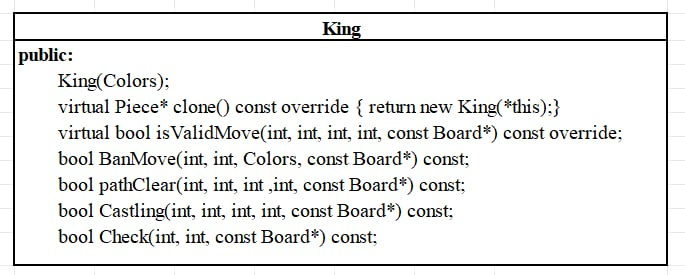 King
public:
King(Colors);
virtual Piece* clone() const override { return new King(*this);}
virtual bool isValidMove(int, int, int, int, const Board*) const override;
bool BanMove(int, int, Colors, const Board*) const;
bool pathClear(int, int, int ,int, const Board*) const;
bool Castling(int, int, int, int, const Board*) const;
bool Check(int, int, const Board*) const;